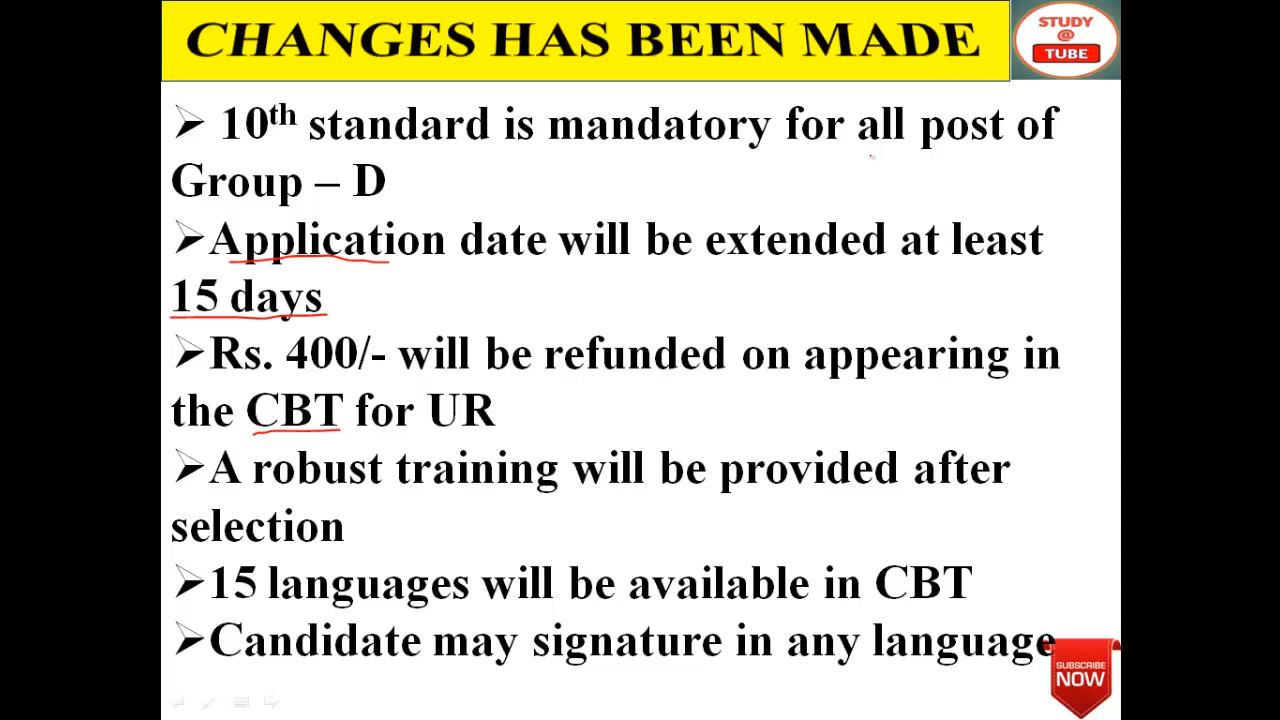 CHANGES HAS BEEN MADE
STUDY
@
TUBE
➢ 10th standard is mandatory for all post of
Group – D
➢Application date will be extended at least
15 days
➢Rs. 400/- will be refunded on appearing in
the CBT for UR
➢A robust training will be provided after
selection
➢15 languages will be available in CBT
➢Candidate may signature in any language
SUBSCRIBE
NOW